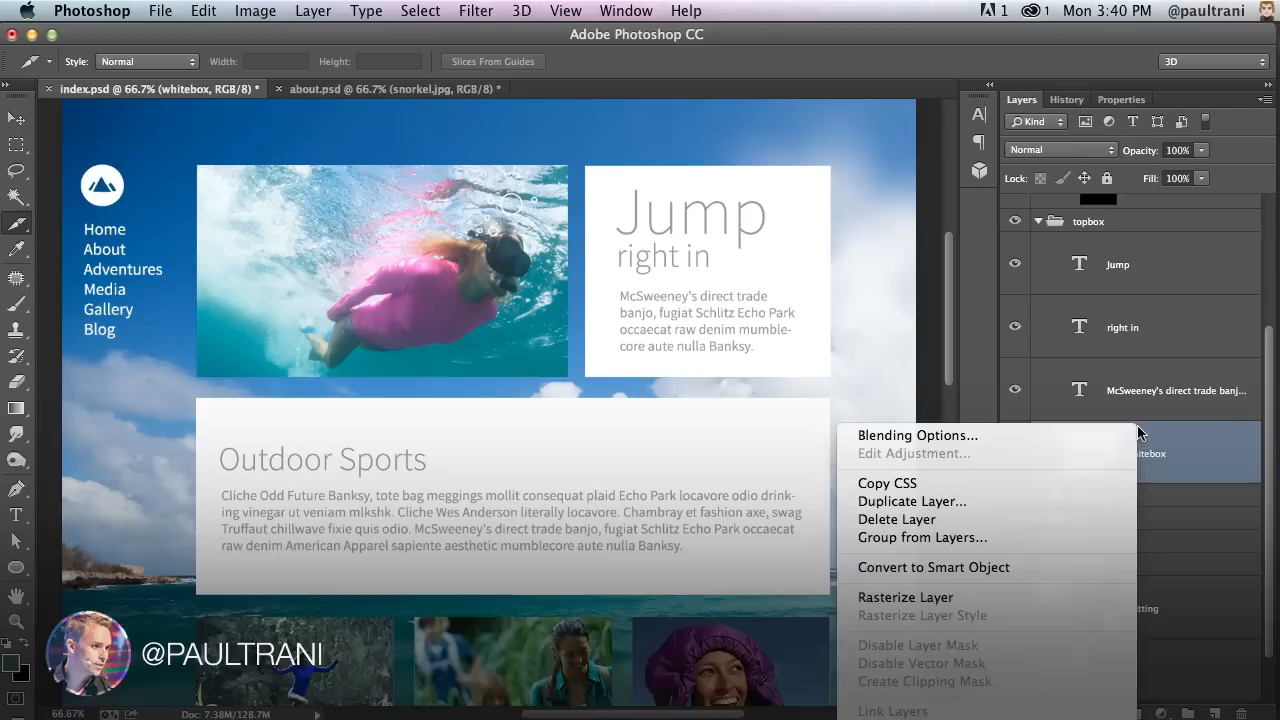 Photoshop File Edit Image Layer Type Select Filter 3D View Window Help 1 1 Mon 3:40 PM @paultrani
Adobe Photoshop CC
Style: Normal Width: Height: Slices From Guides 3D
index.psd @ 66.7% (whitebox, RGB/8) * about.psd @ 66.7% (snorkel.jpg, RGB/8) *
Home
About
Adventures
Media
Gallery
Blog
Jump
right in
McSweeney's direct trade
banjo, fugiat Schlitz Echo Park
occaecat raw denim mumble-
core aute nulla Banksy.
Outdoor Sports
Cliche Odd Future Banksy, tote bag meggings mollit consequat plaid Echo Park locavore odio drink-
ing vinegar ut veniam mlkshk. Cliche Wes Anderson literally locavore. Chambray et fashion axe, swag
Truffaut chillwave fixie quis odio. McSweeney's direct trade banjo, fugiat Schlitz Echo Park occaecat
raw denim American Apparel sapiente aesthetic mumblecore aute nulla Banksy.
@PAULTRANI
66.67% Doc: 7.38M/128.7M
Layers History Properties
Kind
Normal Opacity: 100%
Lock: Fill: 100%
topbox
Jump
right in
McSweeney's direct trade banj...
itebox
tting
Blending Options...
Edit Adjustment...
Copy CSS
Duplicate Layer...
Delete Layer
Group from Layers...
Convert to Smart Object
Rasterize Layer
Rasterize Layer Style
Disable Layer Mask
Disable Vector Mask
Create Clipping Mask
Link Layers